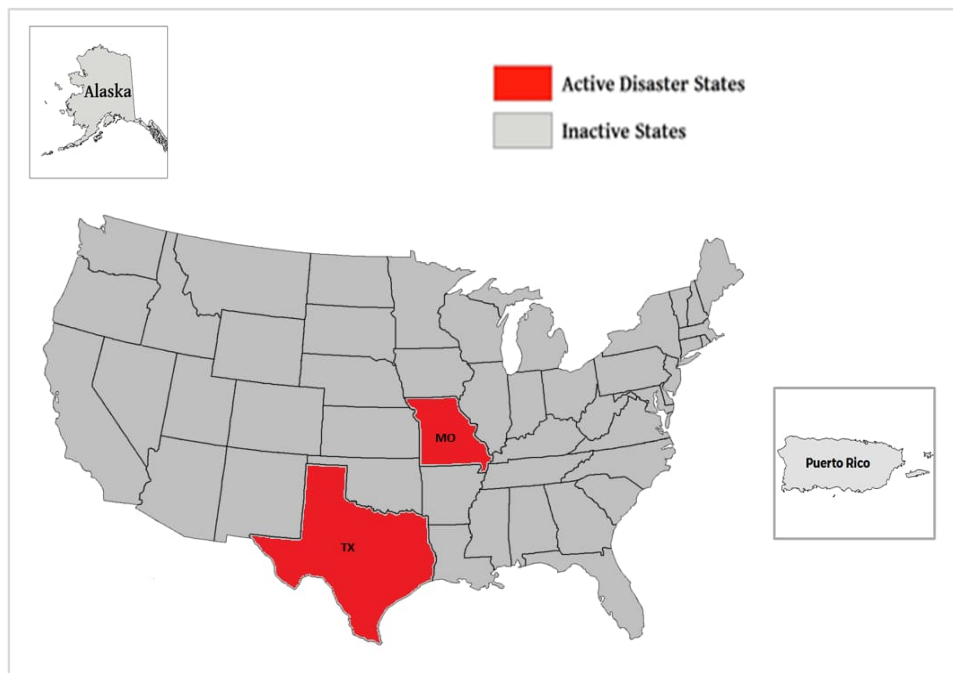 Alaska
Active Disaster States
Inactive States
MO
Puerto Rico
TX